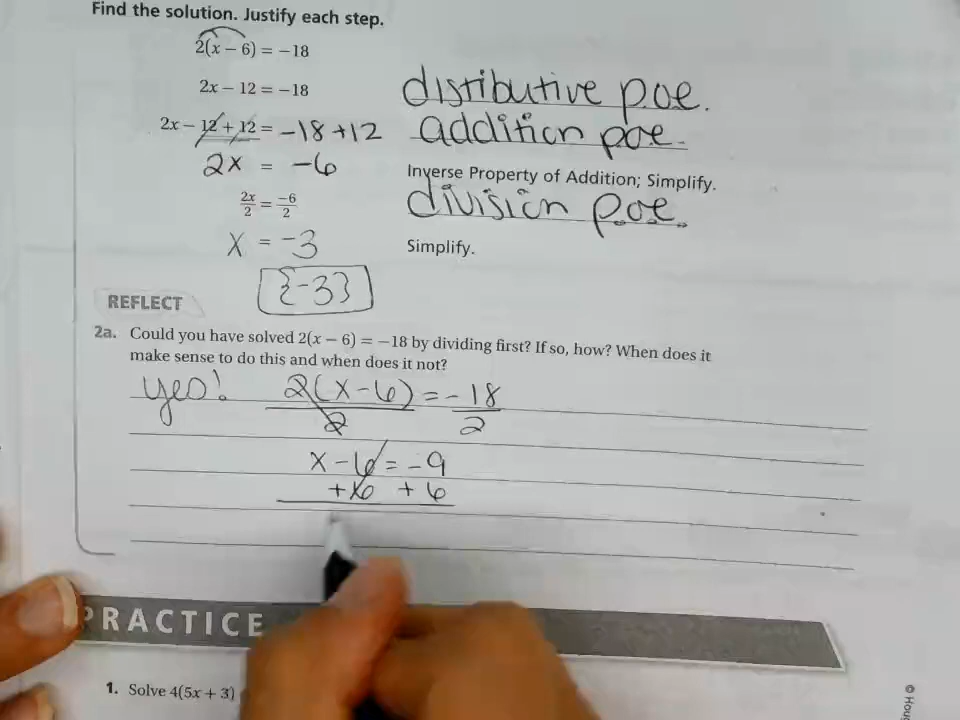 Find the solution. Justify each step.
2(x − 6) = −18
2x − 12 = −18 distibutive poe.
2x − 12 + 12 = −18 + 12 addition poe.
2x = −6 Inverse Property of Addition; Simplify.
2x/2 = −6/2 division p.o.e.
x = −3 Simplify.
{−3}
REFLECT
2a. Could you have solved 2(x − 6) = −18 by dividing first? If so, how? When does it
make sense to do this and when does it not?
yes! 2(x − 6) = −18
2 2
x − 6 = −9
+ 6 + 6
PRACTICE
1. Solve 4(5x + 3)
© Hou